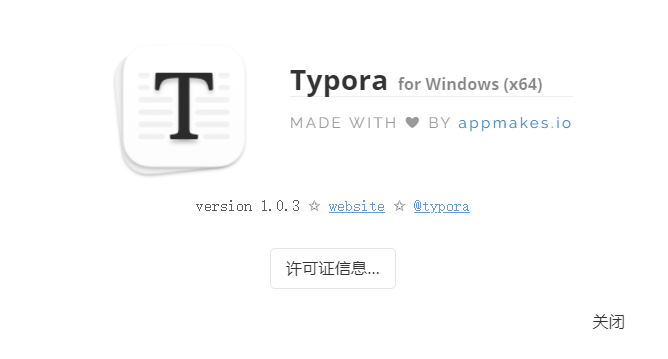 T
Typora for Windows (x64)
MADE WITH ♥ BY appmakes.io
version 1.0.3 ☆ website ☆ @typora
许可证信息...
关闭